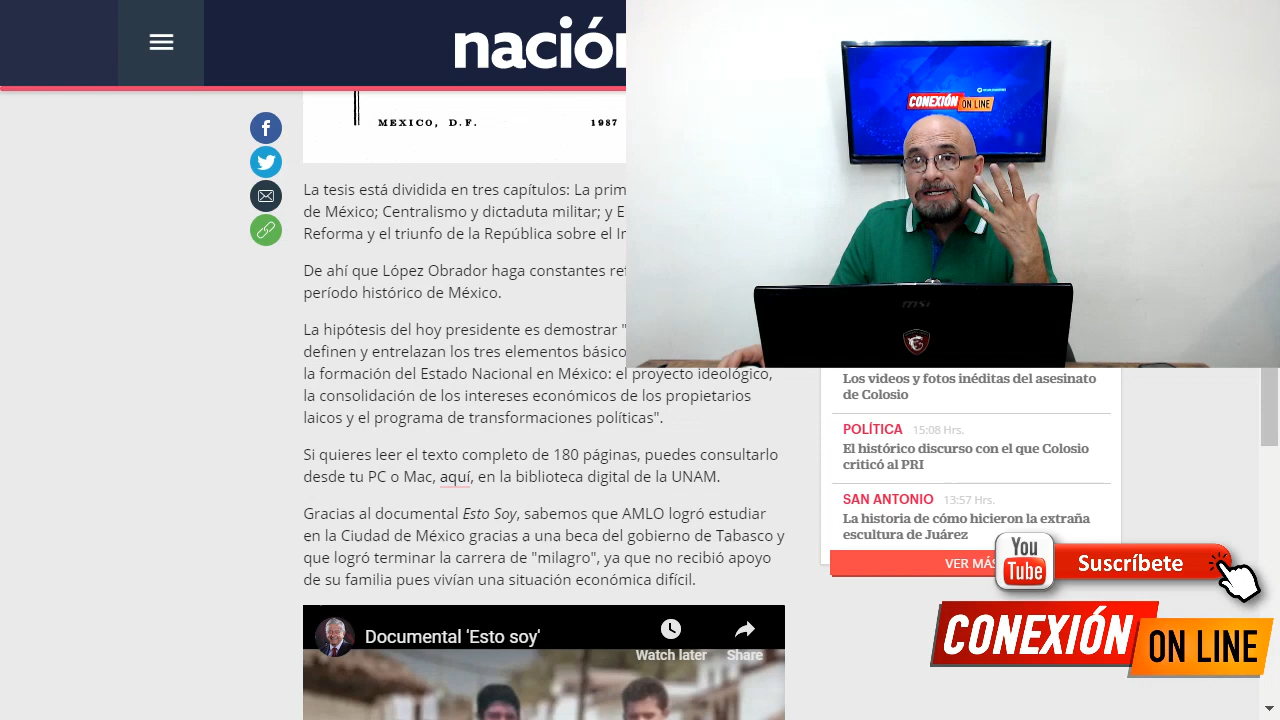 nación
MEXICO, D.F. 1987
CONEXIÓN ON LINE
msi
La tesis está dividida en tres capítulos: La prim
de México; Centralismo y dictaduta militar; y E
Reforma y el triunfo de la República sobre el
De ahí que López Obrador haga constantes
período histórico de México.
La hipótesis del hoy presidente es demostrar "
definen y entrelazan los tres elementos básico
la formación del Estado Nacional en México: el proyecto ideológico,
la consolidación de los intereses económicos de los propietarios
laicos y el programa de transformaciones políticas".
Si quieres leer el texto completo de 180 páginas, puedes consultarlo
desde tu PC o Mac, aquí, en la biblioteca digital de la UNAM.
Gracias al documental Esto Soy, sabemos que AMLO logró estudiar
en la Ciudad de México gracias a una beca del gobierno de Tabasco y
que logró terminar la carrera de "milagro", ya que no recibió apoyo
de su familia pues vivían una situación económica difícil.
Documental 'Esto soy'
Watch later Share
Los videos y fotos inéditas del asesinato
de Colosio
POLÍTICA 15:08 Hrs.
El histórico discurso con el que Colosio
criticó al PRI
SAN ANTONIO 13:57 Hrs.
La historia de cómo hicieron la extraña
escultura de Juárez
VER MÁS
You Tube Suscríbete
CONEXIÓN ON LINE